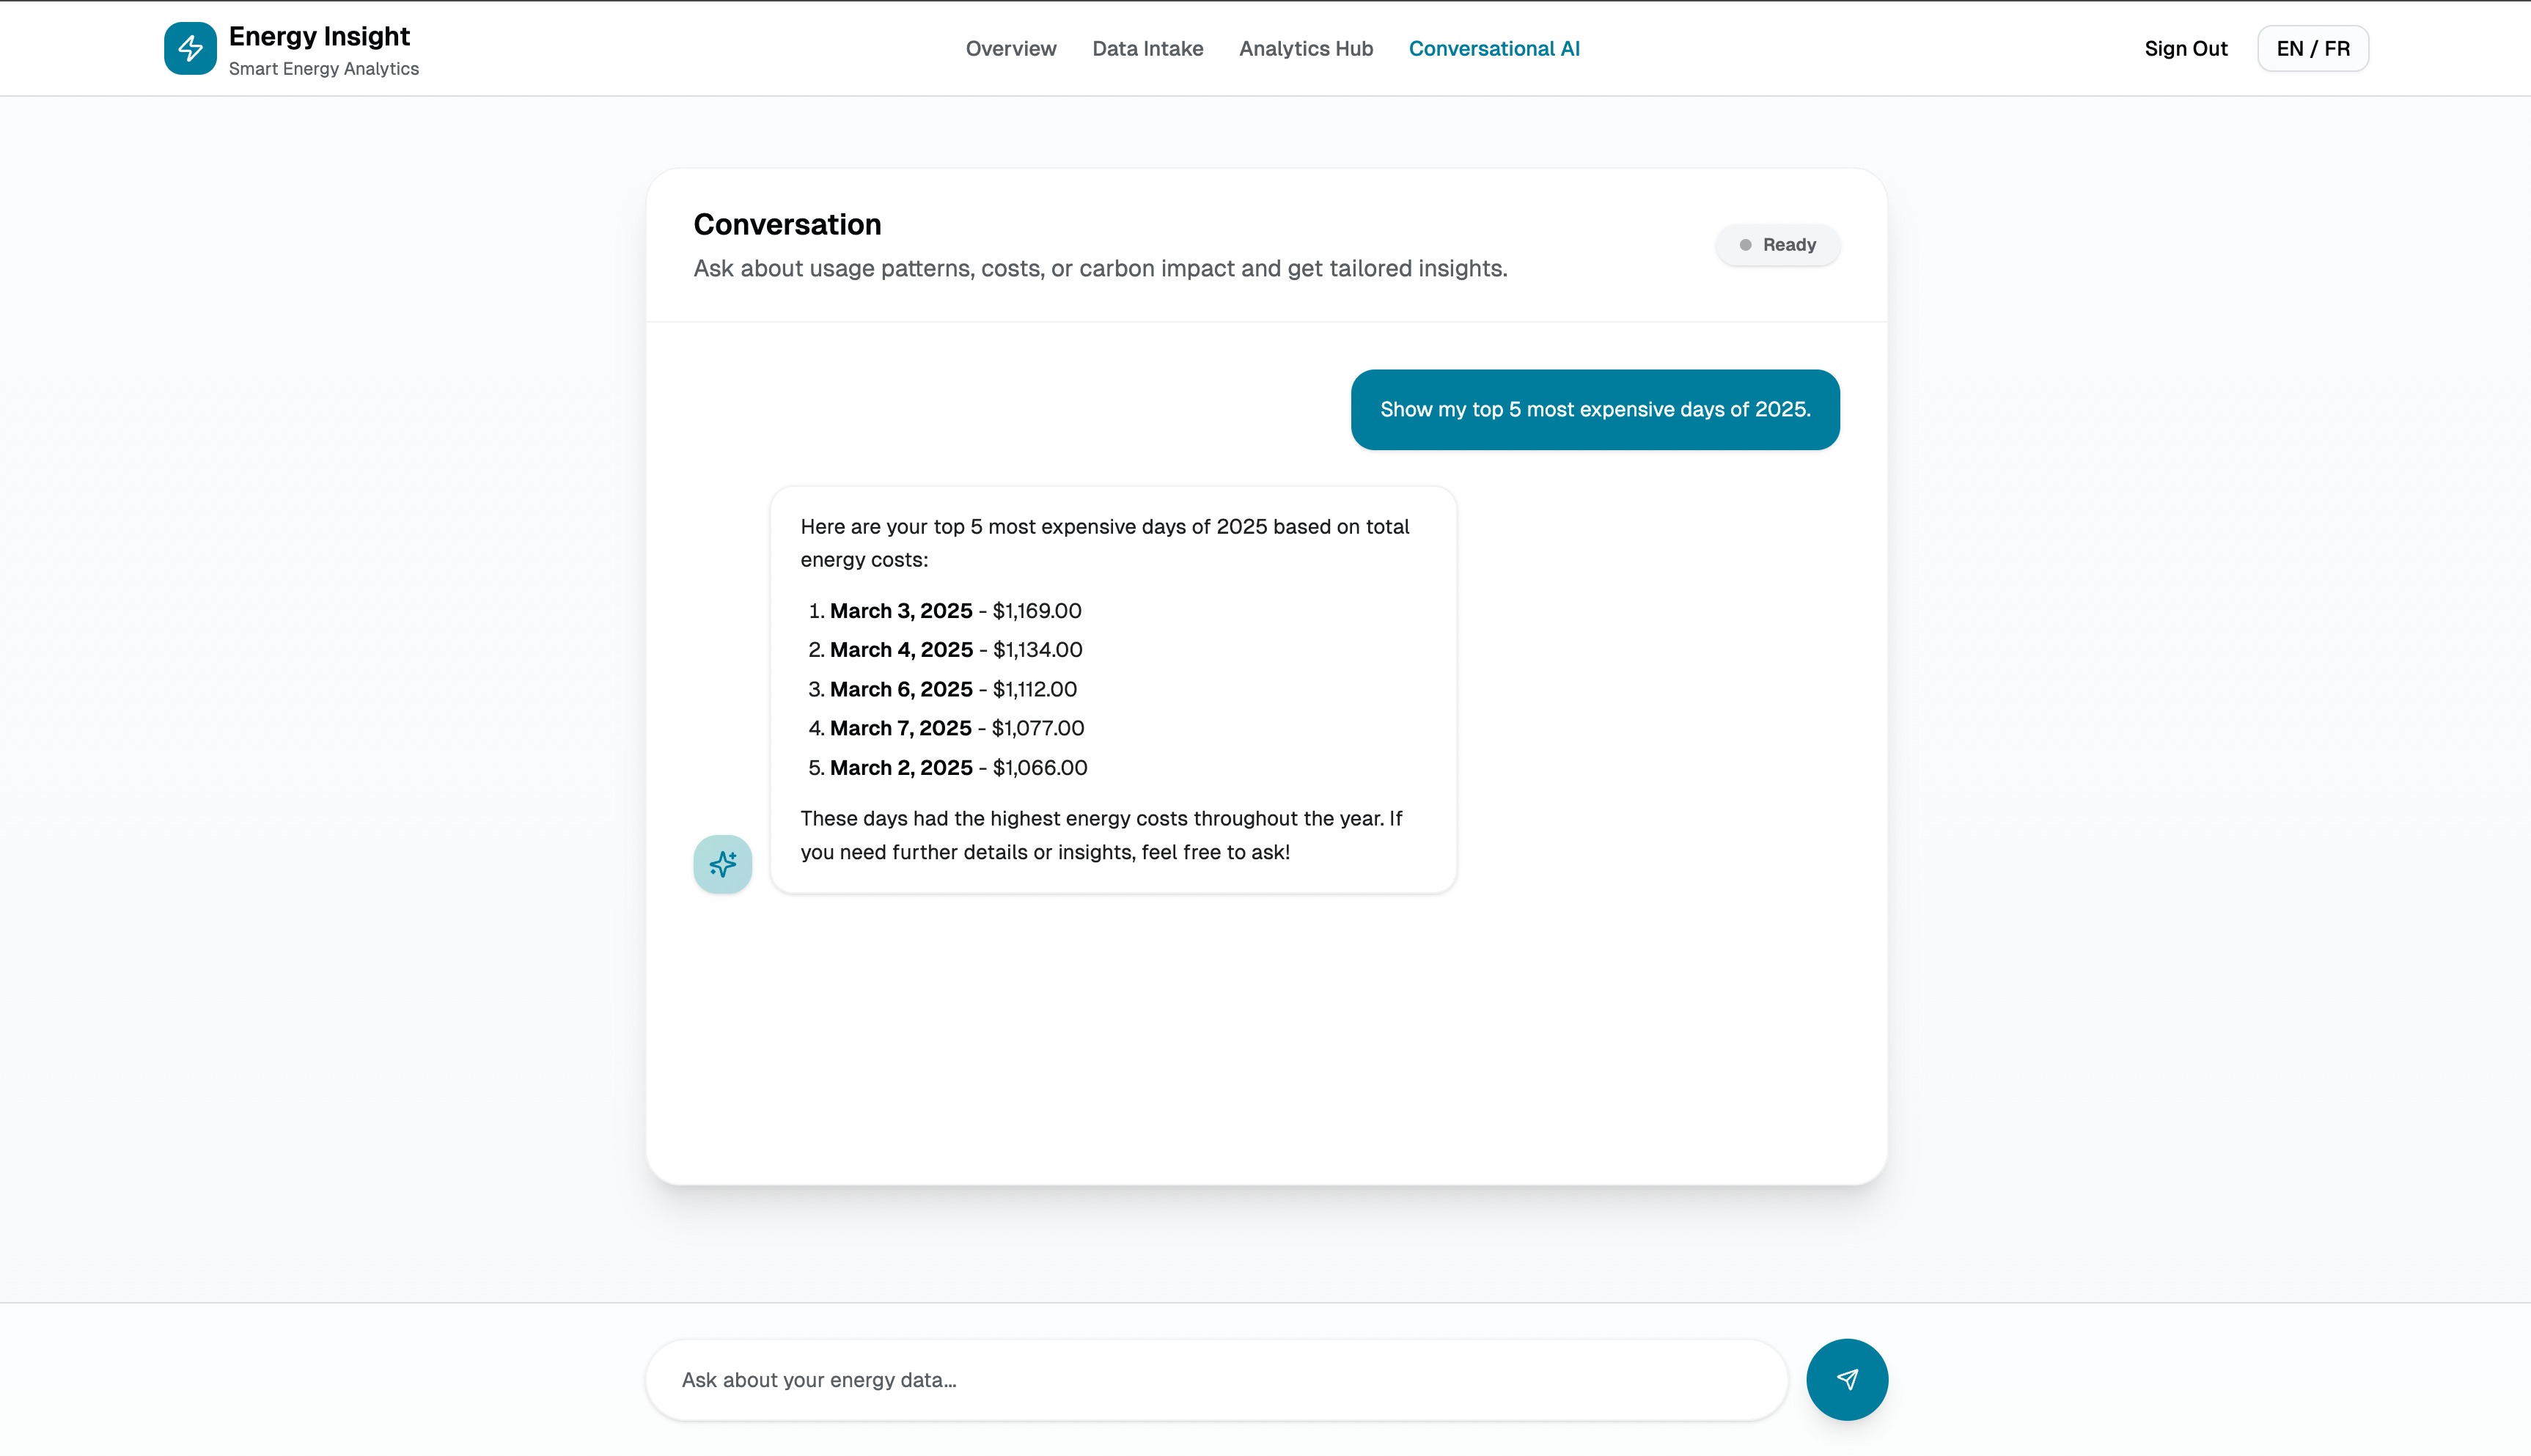 Energy Insight
Smart Energy Analytics
Overview
Data Intake
Analytics Hub
Conversational AI
Sign Out
EN / FR
Conversation
Ask about usage patterns, costs, or carbon impact and get tailored insights.
Ready
Show my top 5 most expensive days of 2025.
Here are your top 5 most expensive days of 2025 based on total
energy costs:
1. March 3, 2025 - $1,169.00
2. March 4, 2025 - $1,134.00
3. March 6, 2025 - $1,112.00
4. March 7, 2025 - $1,077.00
5. March 2, 2025 - $1,066.00
These days had the highest energy costs throughout the year. If
you need further details or insights, feel free to ask!
Ask about your energy data...